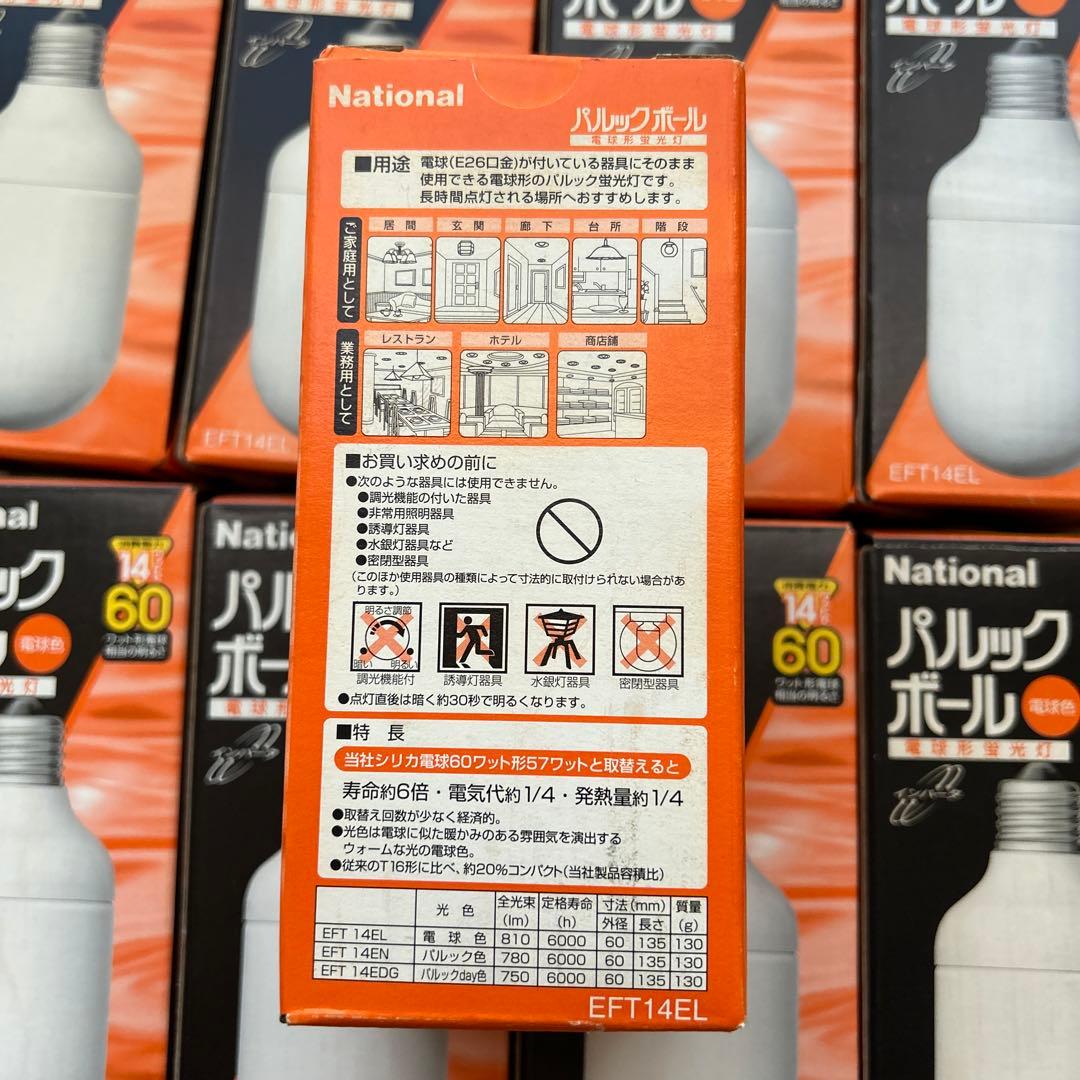 National
パルックボール
電球形蛍光灯
■用途 電球(E26口金)が付いている器具にそのまま
使用できる電球形のパルック蛍光灯です。
長時間点灯される場所へおすすめします。
ご家庭用として
居間 玄関 廊下 台所 階段
業務用として
レストラン ホテル 商店舗
■お買い求めの前に
●次のような器具には使用できません。
●調光機能の付いた器具
●非常用照明器具
●誘導灯器具
●水銀灯器具など
●密閉型器具
(このほか使用器具の種類によって寸法的に取付けられない場合があ
ります。)
明るさ調節
暗い 明るい
調光機能付 誘導灯器具 水銀灯器具 密閉型器具
●点灯直後は暗く約30秒で明るくなります。
■特長
当社シリカ電球60ワット形57ワットと取替えると
寿命約6倍・電気代約1/4・発熱量約1/4
●取替え回数が少なく経済的。
●光色は電球に似た暖かみのある雰囲気を演出する
ウォームな光の電球色。
●従来のT16形に比べ、約20%コンパクト(当社製品容積比)
光色 全光束(lm) 定格寿命(h) 寸法(mm) 外径 長さ 質量(g)
EFT 14EL 電球色 810 6000 60 135 130
EFT 14EN パルック色 780 6000 60 135 130
EFT 14EDG パルックday色 750 6000 60 135 130
EFT14EL
EFT14EL
EFT14EL
ボール
電球形蛍光灯
インバータ
14
60
ワット形電球
相当の明るさ
電球色
14
60
ワット形電球
相当の明るさ
National
パルック
ボール
電球色
電球形蛍光灯
インバータ